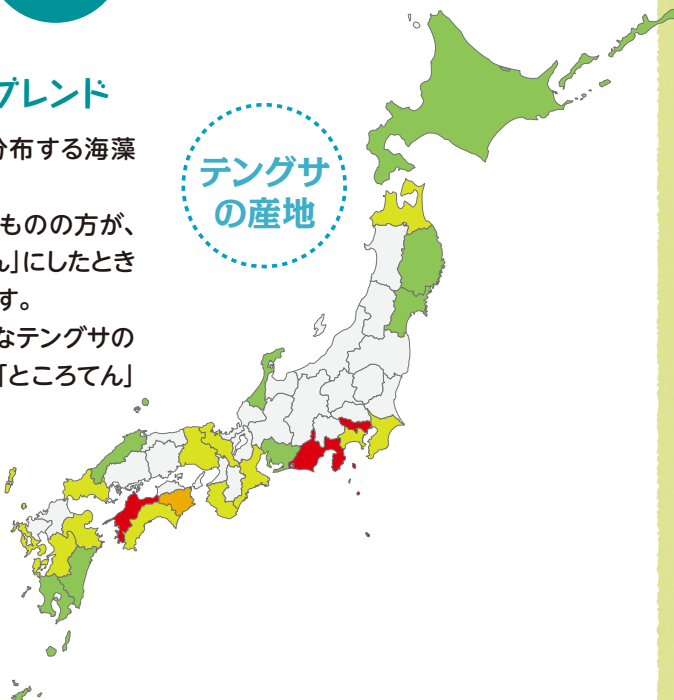 ブレンド
分布する海藻
ものの方が、
ん」にしたとき
す。
なテングサの
「ところてん」
テングサ
の産地